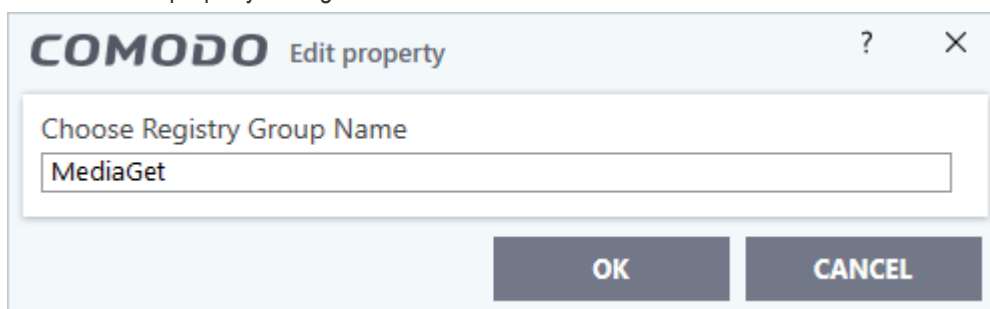 COMODO Edit property ? X
Choose Registry Group Name
MediaGet
OK CANCEL